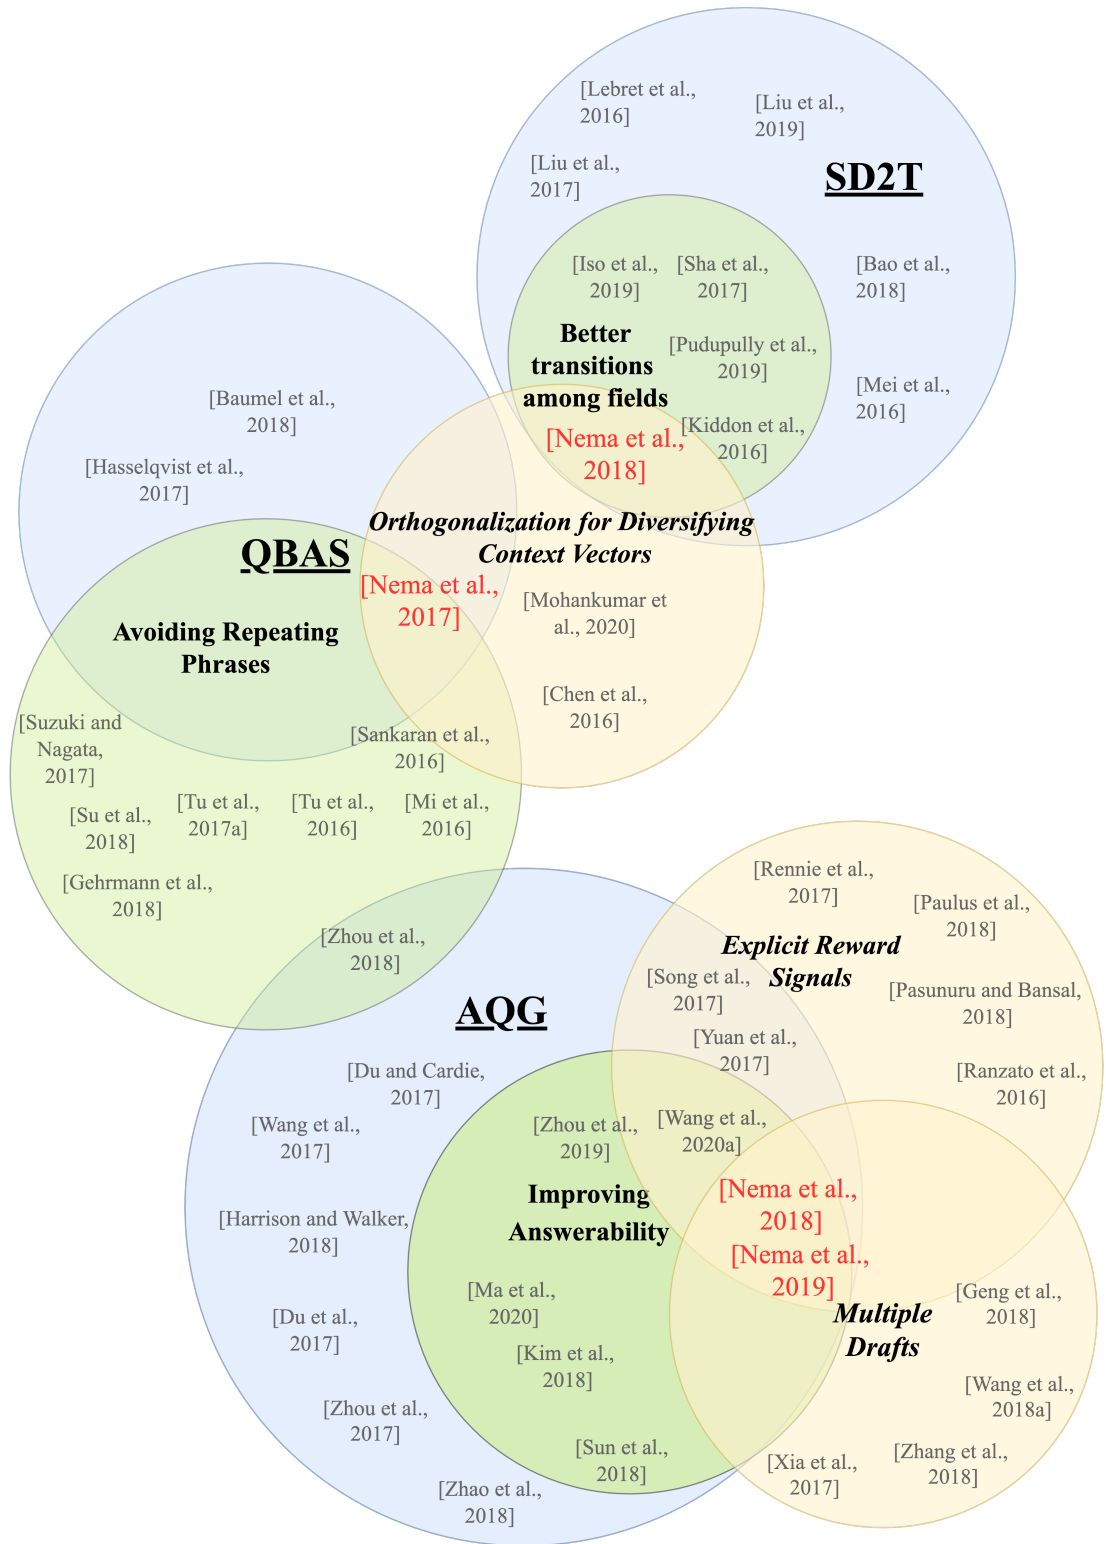 [Lebret et al.,
2016]
[Liu et al.,
2019]
[Liu et al.,
2017]
SD2T
[Iso et al.,
2019]
[Sha et al.,
2017]
[Bao et al.,
2018]
Better
transitions
among fields
[Pudupully et al.,
2019]
[Mei et al.,
2016]
[Kiddon et al.,
2016]
[Nema et al.,
2018]
[Baumel et al.,
2018]
[Hasselqvist et al.,
2017]
Orthogonalization for Diversifying
Context Vectors
QBAS
[Nema et al.,
2017]
[Mohankumar et
al., 2020]
Avoiding Repeating
Phrases
[Chen et al.,
2016]
[Suzuki and
Nagata,
2017]
[Sankaran et al.,
2016]
[Su et al.,
2018]
[Tu et al.,
2017a]
[Tu et al.,
2016]
[Mi et al.,
2016]
[Gehrmann et al.,
2018]
[Zhou et al.,
2018]
[Rennie et al.,
2017]
[Paulus et al.,
2018]
Explicit Reward
Signals
[Song et al.,
2017]
[Pasunuru and Bansal,
2018]
AQG
[Yuan et al.,
2017]
[Du and Cardie,
2017]
[Ranzato et al.,
2016]
[Wang et al.,
2017]
[Zhou et al.,
2019]
[Wang et al.,
2020a]
Improving
Answerability
[Nema et al.,
2018]
[Nema et al.,
2019]
[Harrison and Walker,
2018]
[Ma et al.,
2020]
[Geng et al.,
2018]
Multiple
Drafts
[Du et al.,
2017]
[Kim et al.,
2018]
[Wang et al.,
2018a]
[Zhou et al.,
2017]
[Sun et al.,
2018]
[Xia et al.,
2017]
[Zhang et al.,
2018]
[Zhao et al.,
2018]